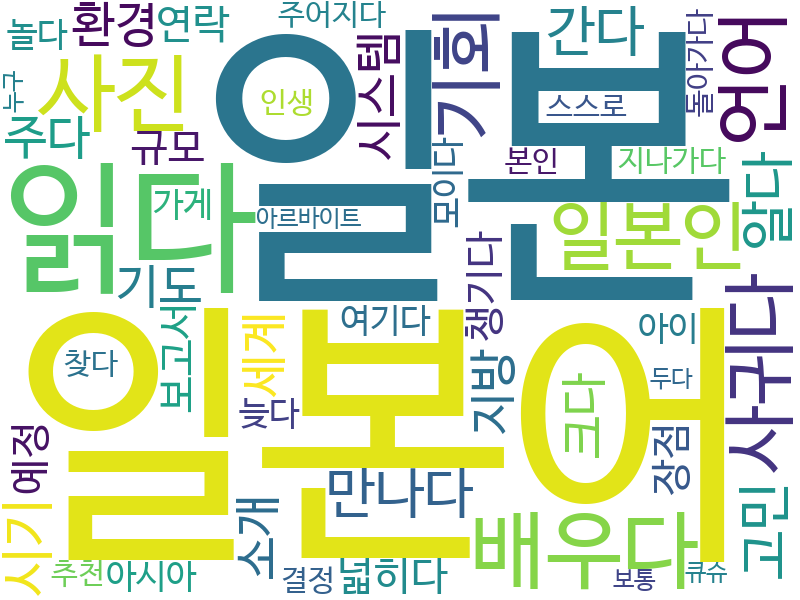 놀다
환경
연락
주어지다
간다
돌아가다
언어
누구
사진
일본
인생
시스템
기회
스스로
주다
규모
모이다
본인
지나가다
할다
읽다
가게
아르바이트
일본인
기도
보고서
세계
여기다
챙기다
아이
사귀다
일본어
찾다
늦다
지방
크다
두다
예정
만나다
장점
고민
시기
소개
배우다
추천
아시아
결정
넓히다
보통
큐슈